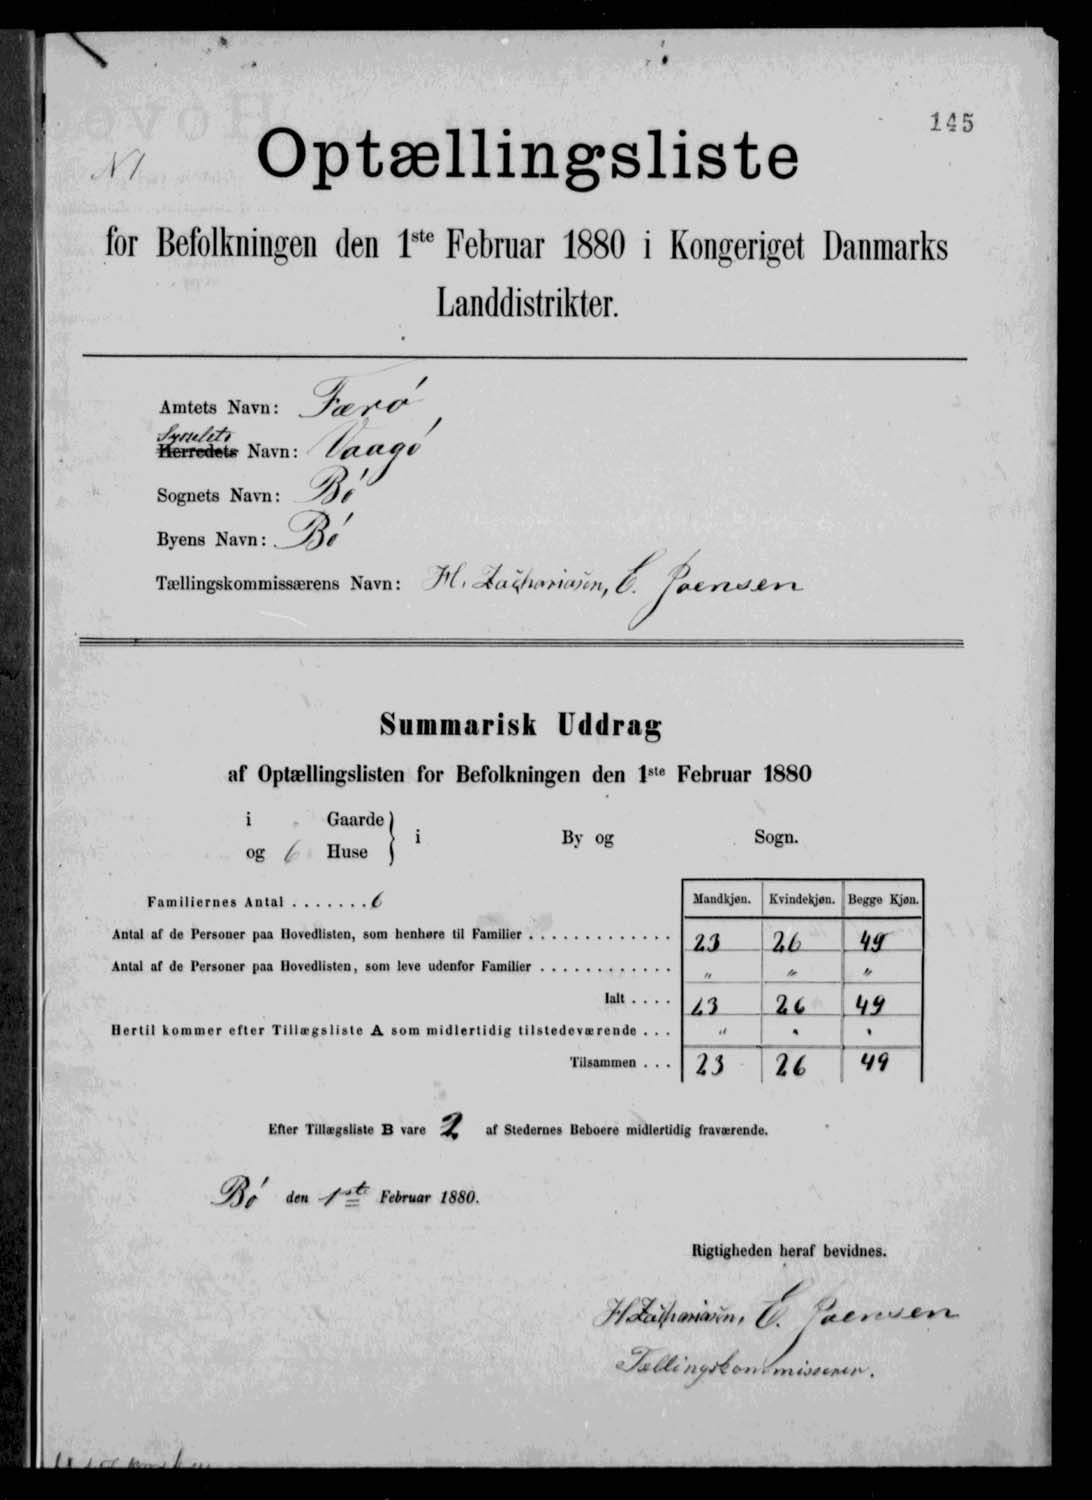 145
N 1
Optællingsliste
for Befolkningen den 1ste Februar 1880 i Kongeriget Danmarks
Landdistrikter.
Amtets Navn: Færø
Sysselets
Herredets Navn: Vaagø
Sognets Navn: Bø
Byens Navn: Bø
Tællingskommissærens Navn: H. Zachariasen, E. Joensen
Summarisk Uddrag
af Optællingslisten for Befolkningen den 1ste Februar 1880
i Gaarde
og 6 Huse } i By og Sogn.
Familiernes Antal ....... 6
Mandkjøn. Kvindekjøn. Begge Kjøn.
Antal af de Personer paa Hovedlisten, som henhøre til Familier ............. 23 26 49
Antal af de Personer paa Hovedlisten, som leve udenfor Familier ............ " " "
Ialt .... 23 26 49
Hertil kommer efter Tillægsliste A som midlertidig tilstedeværende ... " " "
Tilsammen ... 23 26 49
Efter Tillægsliste B vare 2 af Stedernes Beboere midlertidig fraværende.
Bø den 1ste Februar 1880.
Rigtigheden heraf bevidnes.
H Zachariasen, E. Joensen
Tællingskommisserer.